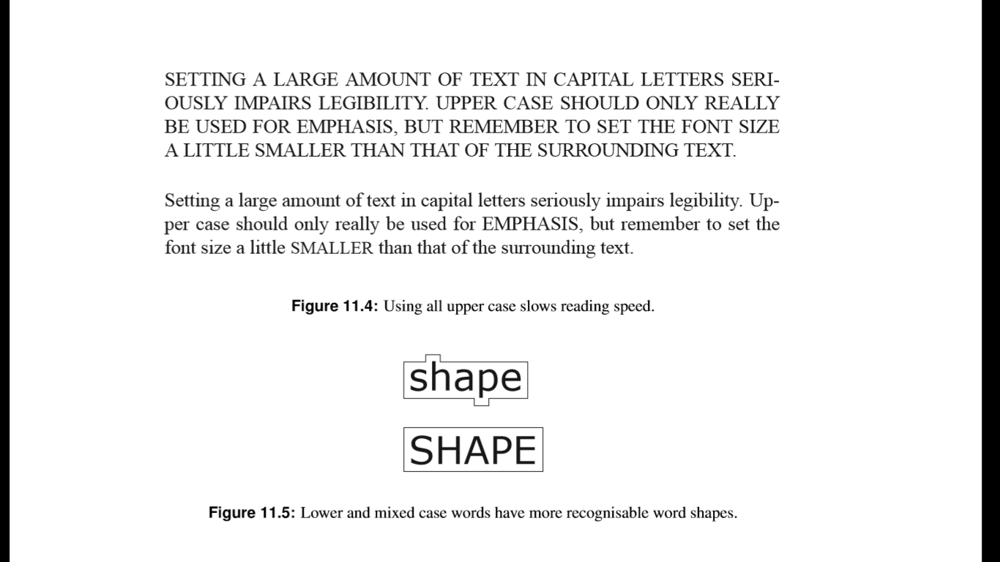 SETTING A LARGE AMOUNT OF TEXT IN CAPITAL LETTERS SERI-
OUSLY IMPAIRS LEGIBILITY. UPPER CASE SHOULD ONLY REALLY
BE USED FOR EMPHASIS, BUT REMEMBER TO SET THE FONT SIZE
A LITTLE SMALLER THAN THAT OF THE SURROUNDING TEXT.
Setting a large amount of text in capital letters seriously impairs legibility. Up-
per case should only really be used for EMPHASIS, but remember to set the
font size a little SMALLER than that of the surrounding text.
Figure 11.4: Using all upper case slows reading speed.
shape
SHAPE
Figure 11.5: Lower and mixed case words have more recognisable word shapes.